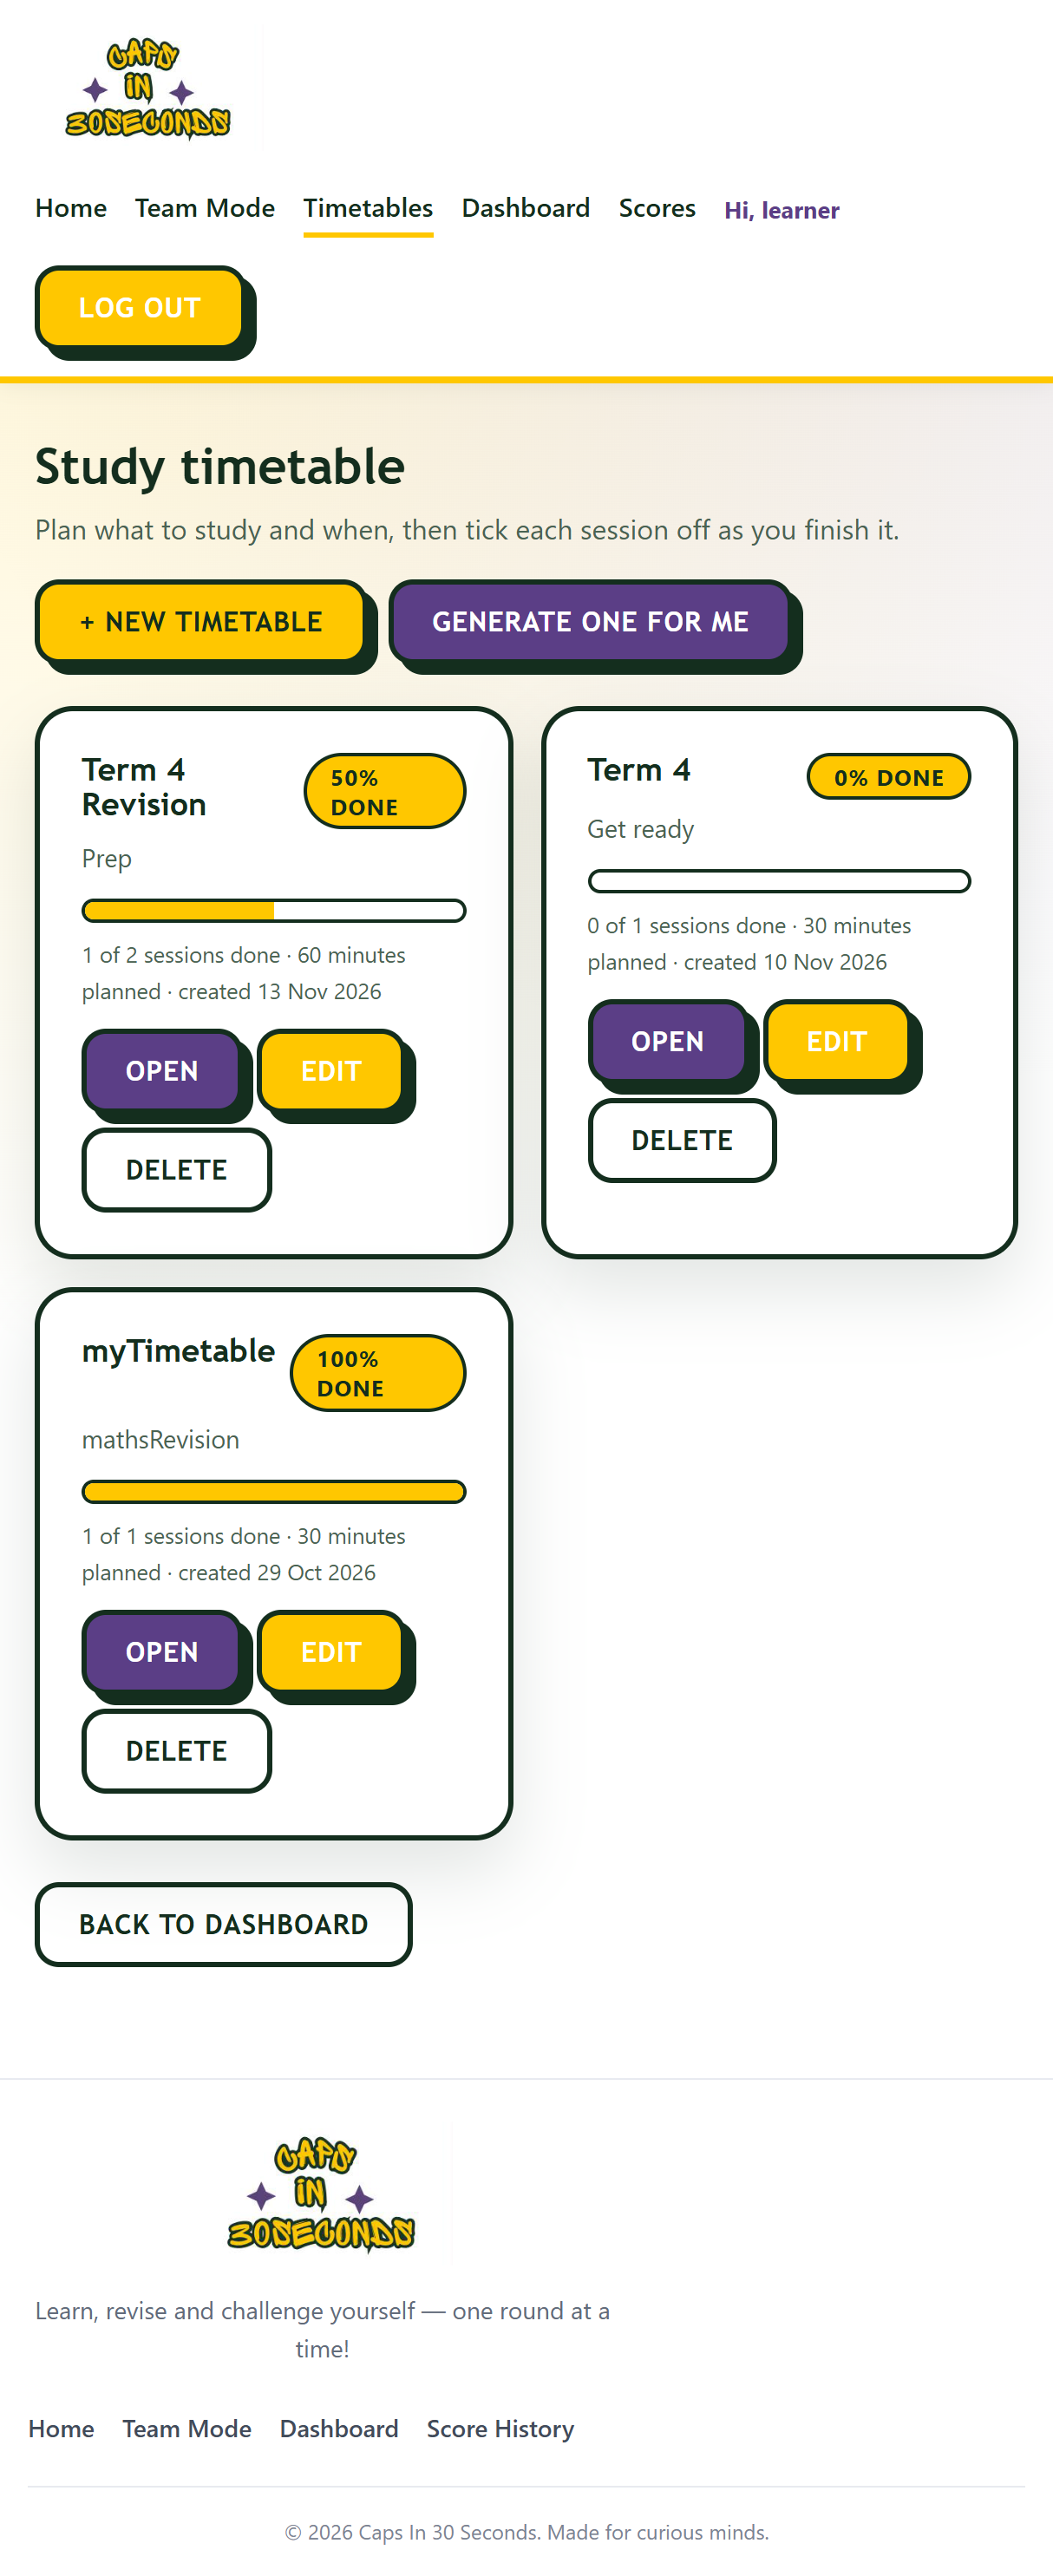 CAPS
IN
30SECONDS
Home Team Mode Timetables Dashboard Scores Hi, learner
LOG OUT
Study timetable
Plan what to study and when, then tick each session off as you finish it.
+ NEW TIMETABLE GENERATE ONE FOR ME
Term 4
Revision
50%
DONE
Prep
1 of 2 sessions done · 60 minutes
planned · created 13 Nov 2026
OPEN EDIT
DELETE
Term 4
0% DONE
Get ready
0 of 1 sessions done · 30 minutes
planned · created 10 Nov 2026
OPEN EDIT
DELETE
myTimetable
100%
DONE
mathsRevision
1 of 1 sessions done · 30 minutes
planned · created 29 Oct 2026
OPEN EDIT
DELETE
BACK TO DASHBOARD
CAPS
IN
30SECONDS
Learn, revise and challenge yourself — one round at a
time!
Home Team Mode Dashboard Score History
© 2026 Caps In 30 Seconds. Made for curious minds.